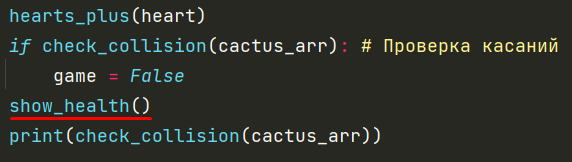 hearts_plus(heart)
if check_collision(cactus_arr): # Проверка касаний
    game = False
show_health()
print(check_collision(cactus_arr))